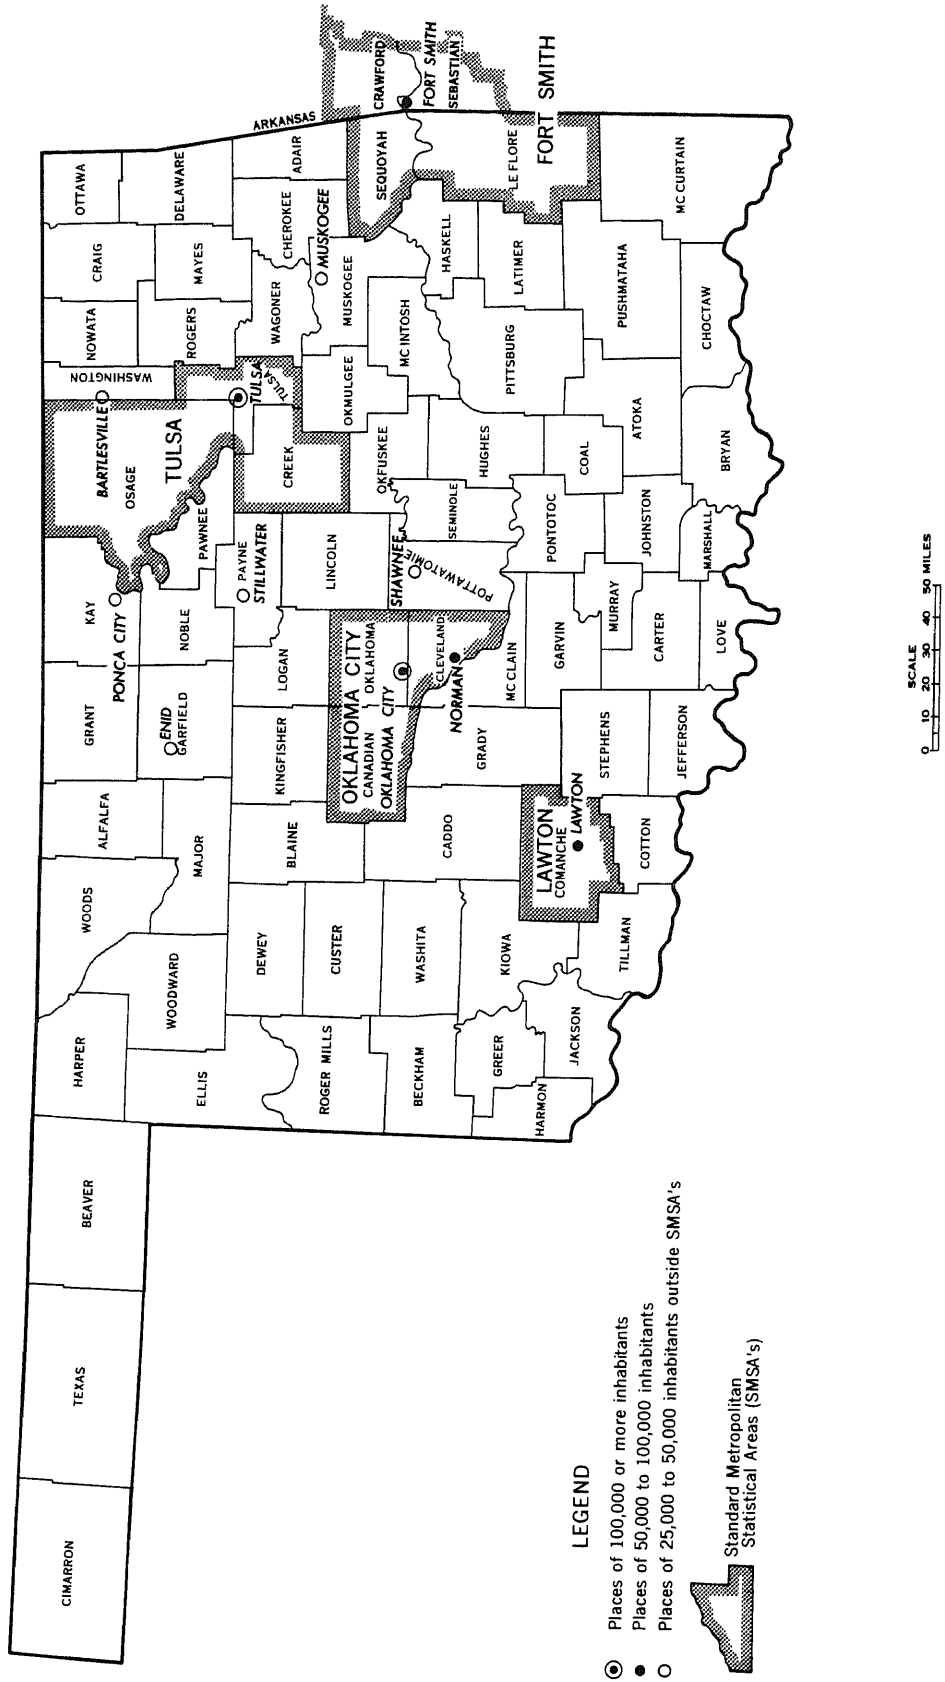 CIMARRON
TEXAS
BEAVER
HARPER
WOODS
ALFALFA
GRANT
KAY
PONCA CITY
OSAGE
BARTLESVILLE
WASHINGTON
NOWATA
CRAIG
OTTAWA
ELLIS
WOODWARD
MAJOR
ENID
GARFIELD
NOBLE
PAWNEE
TULSA
TULSA
TULSA
ROGERS
MAYES
DELAWARE
ROGER MILLS
DEWEY
BLAINE
KINGFISHER
LOGAN
PAYNE
STILLWATER
CREEK
WAGONER
CHEROKEE
ADAIR
ARKANSAS
CUSTER
OKLAHOMA CITY
CANADIAN
OKLAHOMA
OKLAHOMA CITY
LINCOLN
OKMULGEE
MUSKOGEE
MUSKOGEE
SEQUOYAH
CRAWFORD
FORT SMITH
SEBASTIAN
BECKHAM
WASHITA
CADDO
GRADY
CLEVELAND
NORMAN
SHAWNEE
POTTAWATOMIE
SEMINOLE
OKFUSKEE
MC INTOSH
HASKELL
LE FLORE
FORT SMITH
GREER
KIOWA
MC CLAIN
HUGHES
PITTSBURG
LATIMER
HARMON
JACKSON
TILLMAN
LAWTON
COMANCHE
LAWTON
STEPHENS
GARVIN
PONTOTOC
COAL
PUSHMATAHA
MC CURTAIN
COTTON
JEFFERSON
CARTER
MURRAY
JOHNSTON
ATOKA
CHOCTAW
LOVE
MARSHALL
BRYAN
LEGEND
Places of 100,000 or more inhabitants
Places of 50,000 to 100,000 inhabitants
Places of 25,000 to 50,000 inhabitants outside SMSA's
Standard Metropolitan
Statistical Areas (SMSA's)
SCALE
0 10 20 30 40 50 MILES